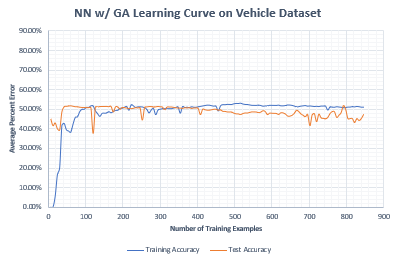 NN w/ GA Learning Curve on Vehicle Dataset
90.00%
80.00%
70.00%
60.00%
50.00%
40.00%
30.00%
20.00%
10.00%
0.00%
Average Percent Error
0 100 200 300 400 500 600 700 800 900
Number of Training Examples
Training Accuracy Test Accuracy